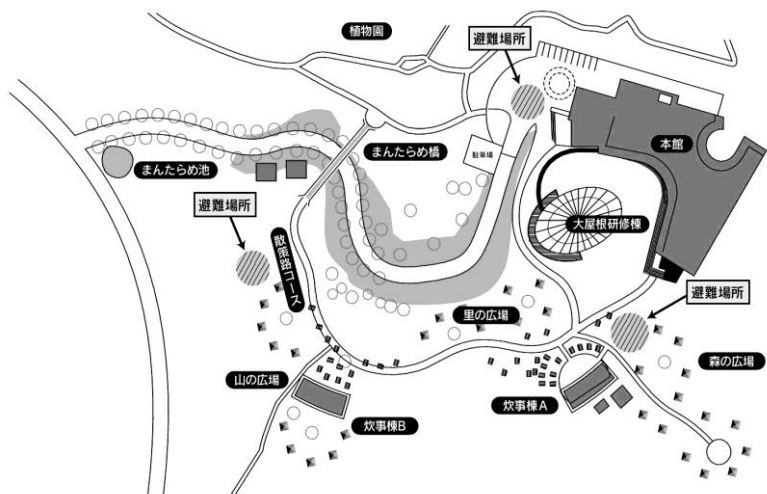 植物園
避難場所
本館
まんたらめ橋
駐車場
まんたらめ池
避難場所
大屋根研修棟
散策路コース
避難場所
里の広場
森の広場
山の広場
炊事棟A
炊事棟B